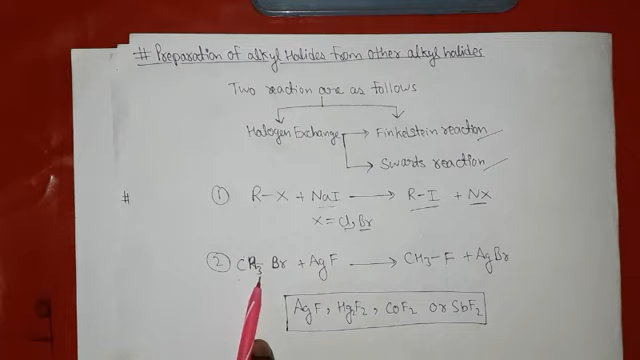 # Preparation of alkyl Halides from other alkyl halides
Two reaction are as follows
Halogen Exchange → Finkelstein reaction
→ Swarts reaction
# ① R-X + NaI → R-I + NX
X = Cl, Br
② CH3 Br + AgF → CH3-F + AgBr
AgF, Hg2F2, CoF2 or SbF2